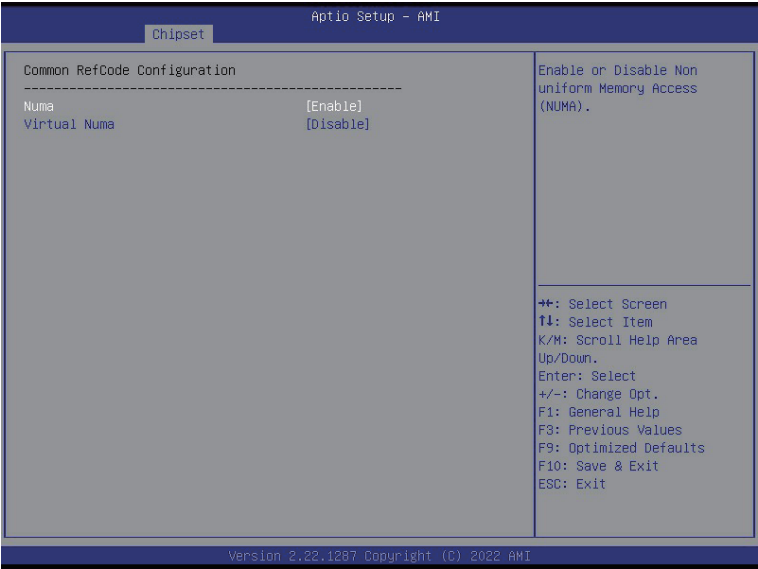 Aptio Setup – AMI
Chipset
Common RefCode Configuration
--------------------------------------------------
Numa [Enable]
Virtual Numa [Disable]
Enable or Disable Non
uniform Memory Access
(NUMA).
→←: Select Screen
↑↓: Select Item
K/M: Scroll Help Area
Up/Down.
Enter: Select
+/-: Change Opt.
F1: General Help
F3: Previous Values
F9: Optimized Defaults
F10: Save & Exit
ESC: Exit
Version 2.22.1287 Copyright (C) 2022 AMI